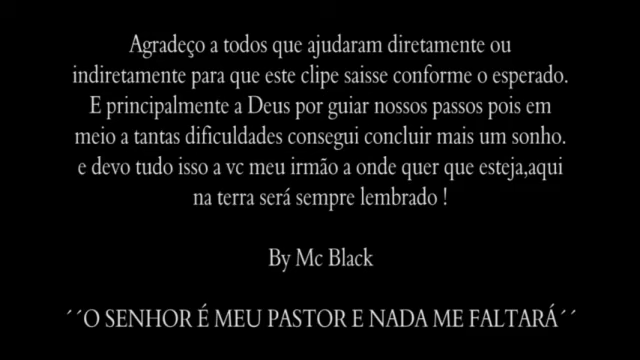 Agradeço a todos que ajudaram diretamente ou
indiretamente para que este clipe saisse conforme o esperado.
E principalmente a Deus por guiar nossos passos pois em
meio a tantas dificuldades consegui concluir mais um sonho.
e devo tudo isso a vc meu irmão a onde quer que esteja,aqui
na terra será sempre lembrado !
By Mc Black
´´O SENHOR É MEU PASTOR E NADA ME FALTARÁ´´